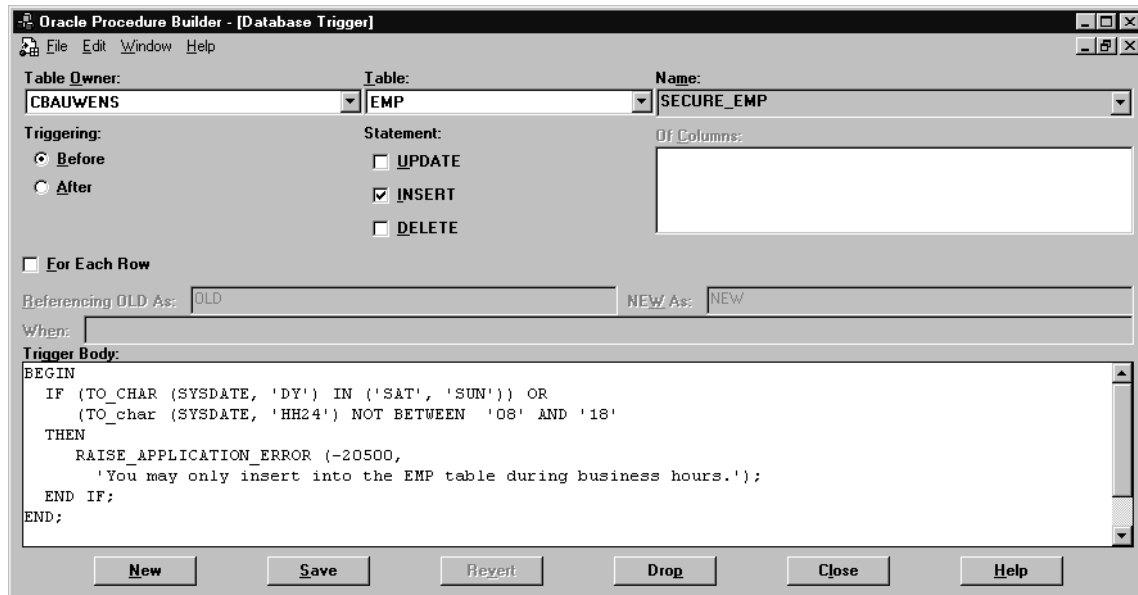 Oracle Procedure Builder - [Database Trigger]
File Edit Window Help
Table Owner: Table: Name:
CBAUWENS EMP SECURE_EMP
Triggering: Statement: Of Columns:
Before UPDATE
After INSERT
DELETE
For Each Row
Referencing OLD As: OLD NEW As: NEW
When:
Trigger Body:
BEGIN
IF (TO_CHAR (SYSDATE, 'DY') IN ('SAT', 'SUN')) OR
(TO_char (SYSDATE, 'HH24') NOT BETWEEN '08' AND '18'
THEN
RAISE_APPLICATION_ERROR (-20500,
'You may only insert into the EMP table during business hours.');
END IF;
END;
New Save Revert Drop Close Help